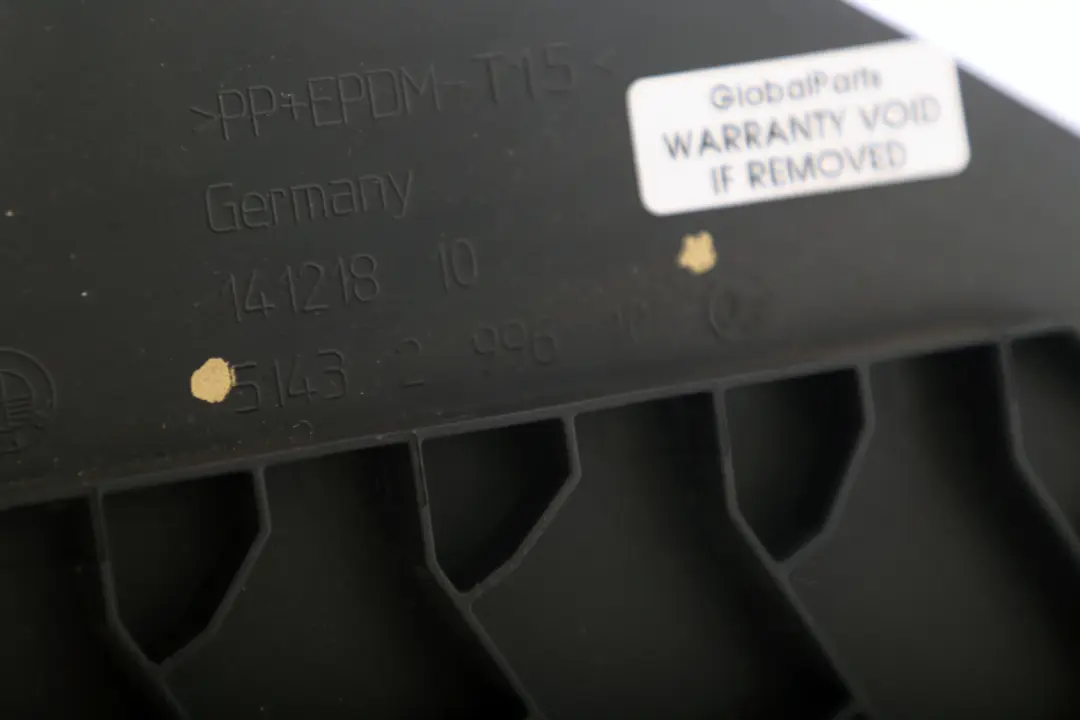 >PP+EPDM-T15<
Germany
141218 10
5143 2 996
GlobalParts
WARRANTY VOID
IF REMOVED